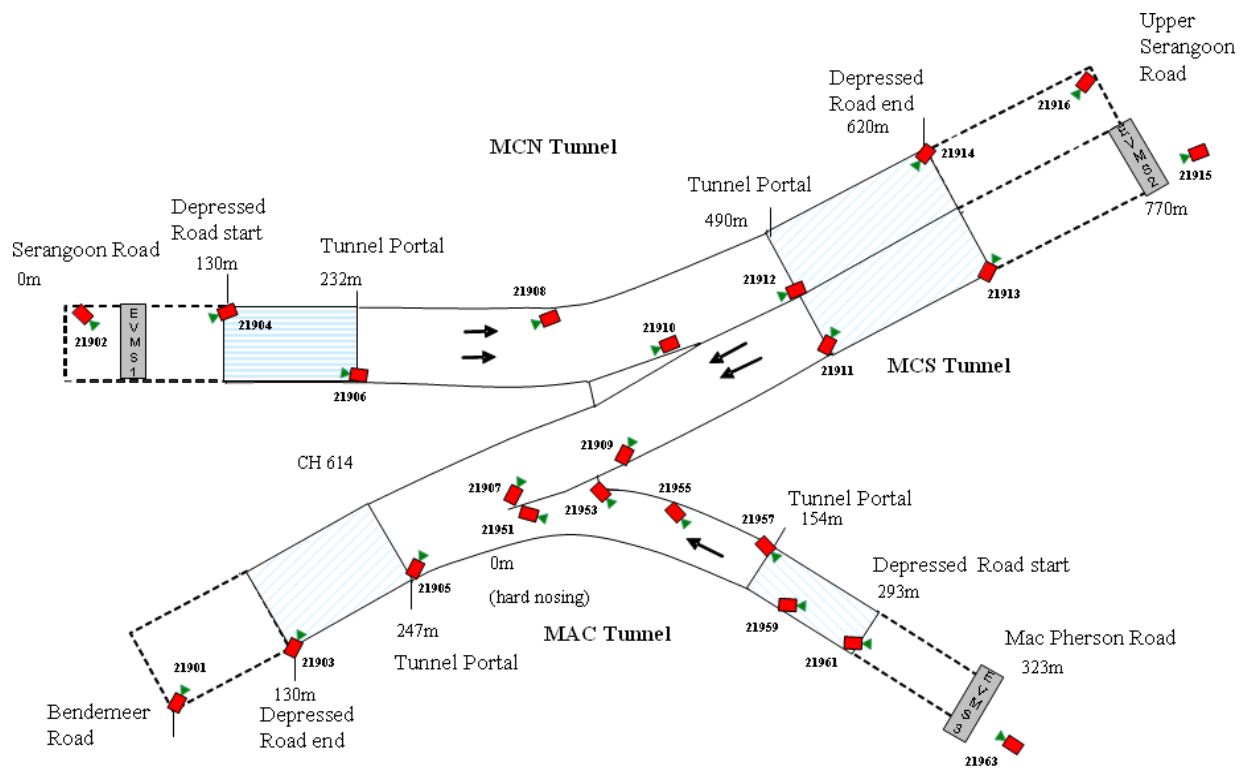 Upper
Serangoon
Road
Depressed
Road end
620m
21916
MCN Tunnel
21914
EVMS2
21915
Tunnel Portal
490m
770m
Depressed
Road start
130m
Serangoon Road
0m
Tunnel Portal
232m
21912
21908
21913
EVMS1
21902
21904
21910
21911
MCS Tunnel
21906
21909
CH 614
21907
21955
Tunnel Portal
154m
21951
21953
21957
0m
(hard nosing)
Depressed Road start
293m
21905
MAC Tunnel
21959
247m
Tunnel Portal
21961
Mac Pherson Road
323m
21901
21903
EVMS3
130m
Depressed
Road end
Bendemeer
Road
21963